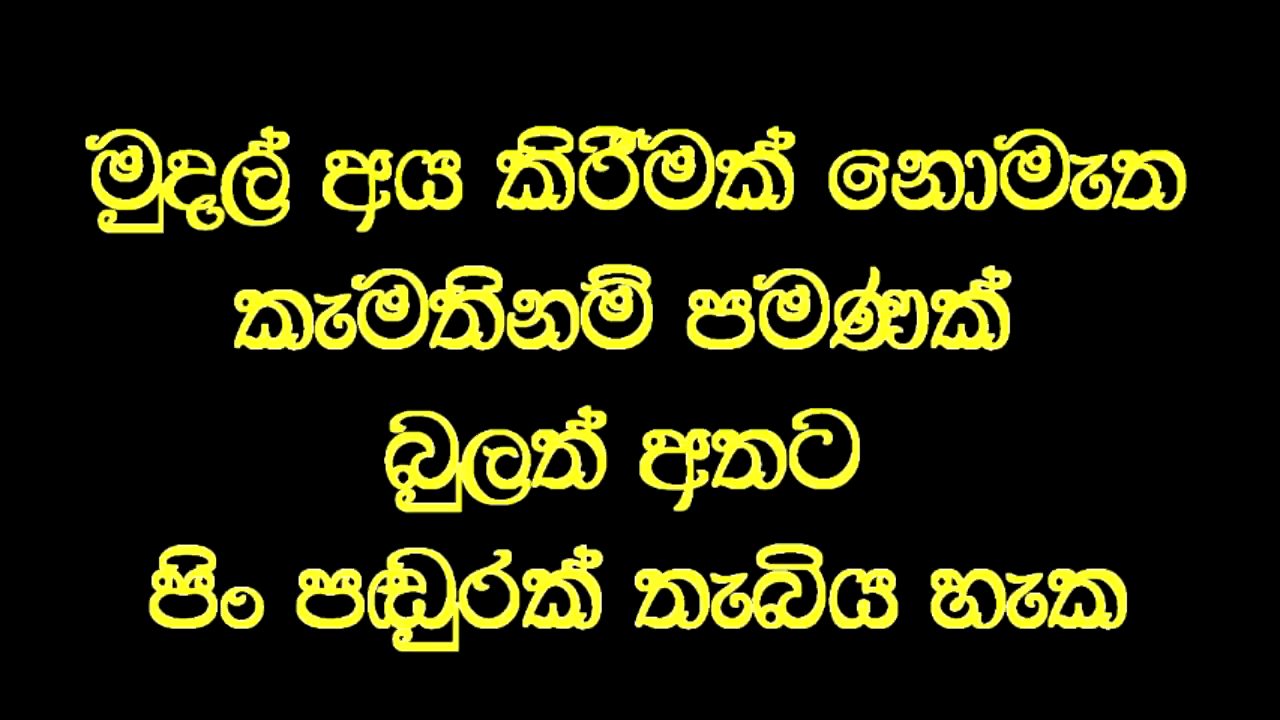 මුදල් අය කිරීමක් නොමැත
කැමතිනම් පමණක්
බුලත් අතට
පිං පඬුරක් තැබිය හැක